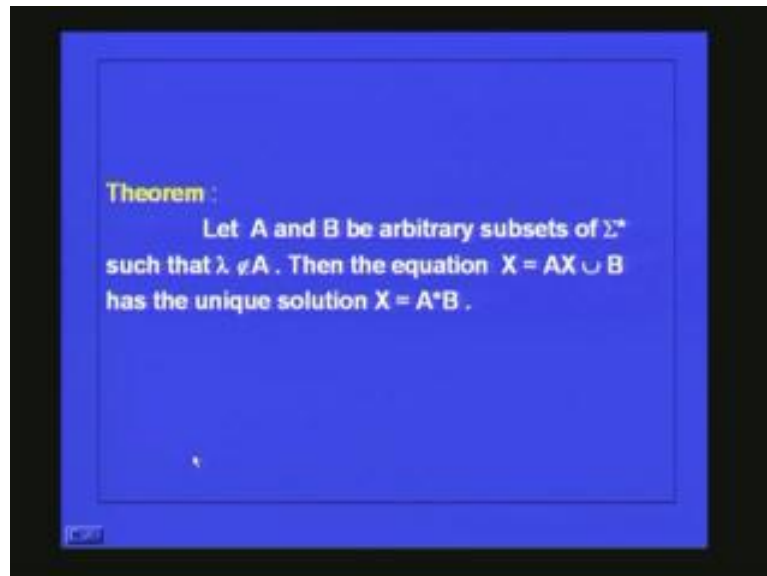 Theorem :
Let A and B be arbitrary subsets of Σ*
such that λ ∉ A . Then the equation X = AX ∪ B
has the unique solution X = A*B .